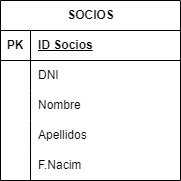 SOCIOS
PK ID Socios
DNI
Nombre
Apellidos
F.Nacim